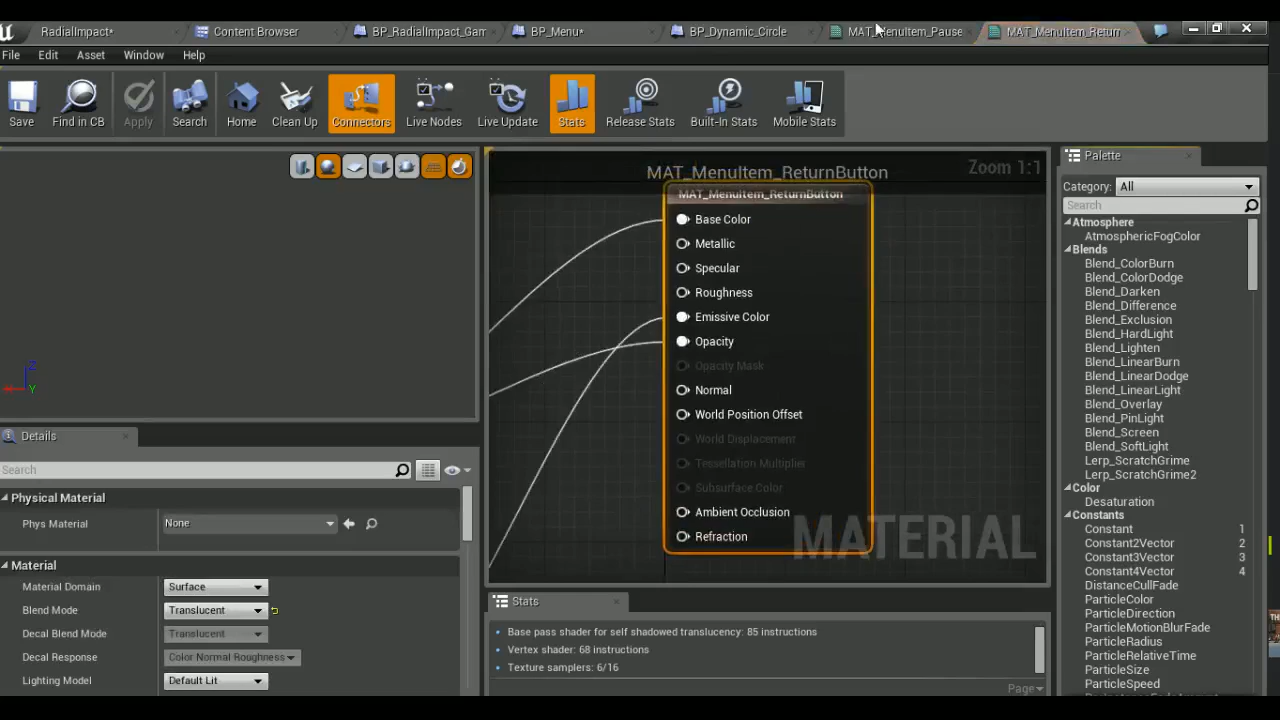 RadialImpact*
Content Browser
BP_RadialImpact_Gam
BP_Menu*
BP_Dynamic_Circle
MAT_MenuItem_Pause
MAT_MenuItem_Return
File
Edit
Asset
Window
Help
Save
Find in CB
Apply
Search
Home
Clean Up
Connectors
Live Nodes
Live Update
Stats
Release Stats
Built-In Stats
Mobile Stats
MAT_MenuItem_ReturnButton
Zoom 1:1
MAT_MenuItem_ReturnButton
Base Color
Metallic
Specular
Roughness
Emissive Color
Opacity
Opacity Mask
Normal
World Position Offset
World Displacement
Tessellation Multiplier
Subsurface Color
Ambient Occlusion
Refraction
MATERIAL
Z
Y
Details
Search
Physical Material
Phys Material
None
Material
Material Domain
Surface
Blend Mode
Translucent
Decal Blend Mode
Translucent
Decal Response
Color Normal Roughness
Lighting Model
Default Lit
Stats
Base pass shader for self shadowed translucency: 85 instructions
Vertex shader: 68 instructions
Texture samplers: 6/16
Page
Palette
Category:
All
Search
Atmosphere
AtmosphericFogColor
Blends
Blend_ColorBurn
Blend_ColorDodge
Blend_Darken
Blend_Difference
Blend_Exclusion
Blend_HardLight
Blend_Lighten
Blend_LinearBurn
Blend_LinearDodge
Blend_LinearLight
Blend_Overlay
Blend_PinLight
Blend_Screen
Blend_SoftLight
Lerp_ScratchGrime
Lerp_ScratchGrime2
Color
Desaturation
Constants
Constant 1
Constant2Vector 2
Constant3Vector 3
Constant4Vector 4
DistanceCullFade
ParticleColor
ParticleDirection
ParticleMotionBlurFade
ParticleRadius
ParticleRelativeTime
ParticleSize
ParticleSpeed